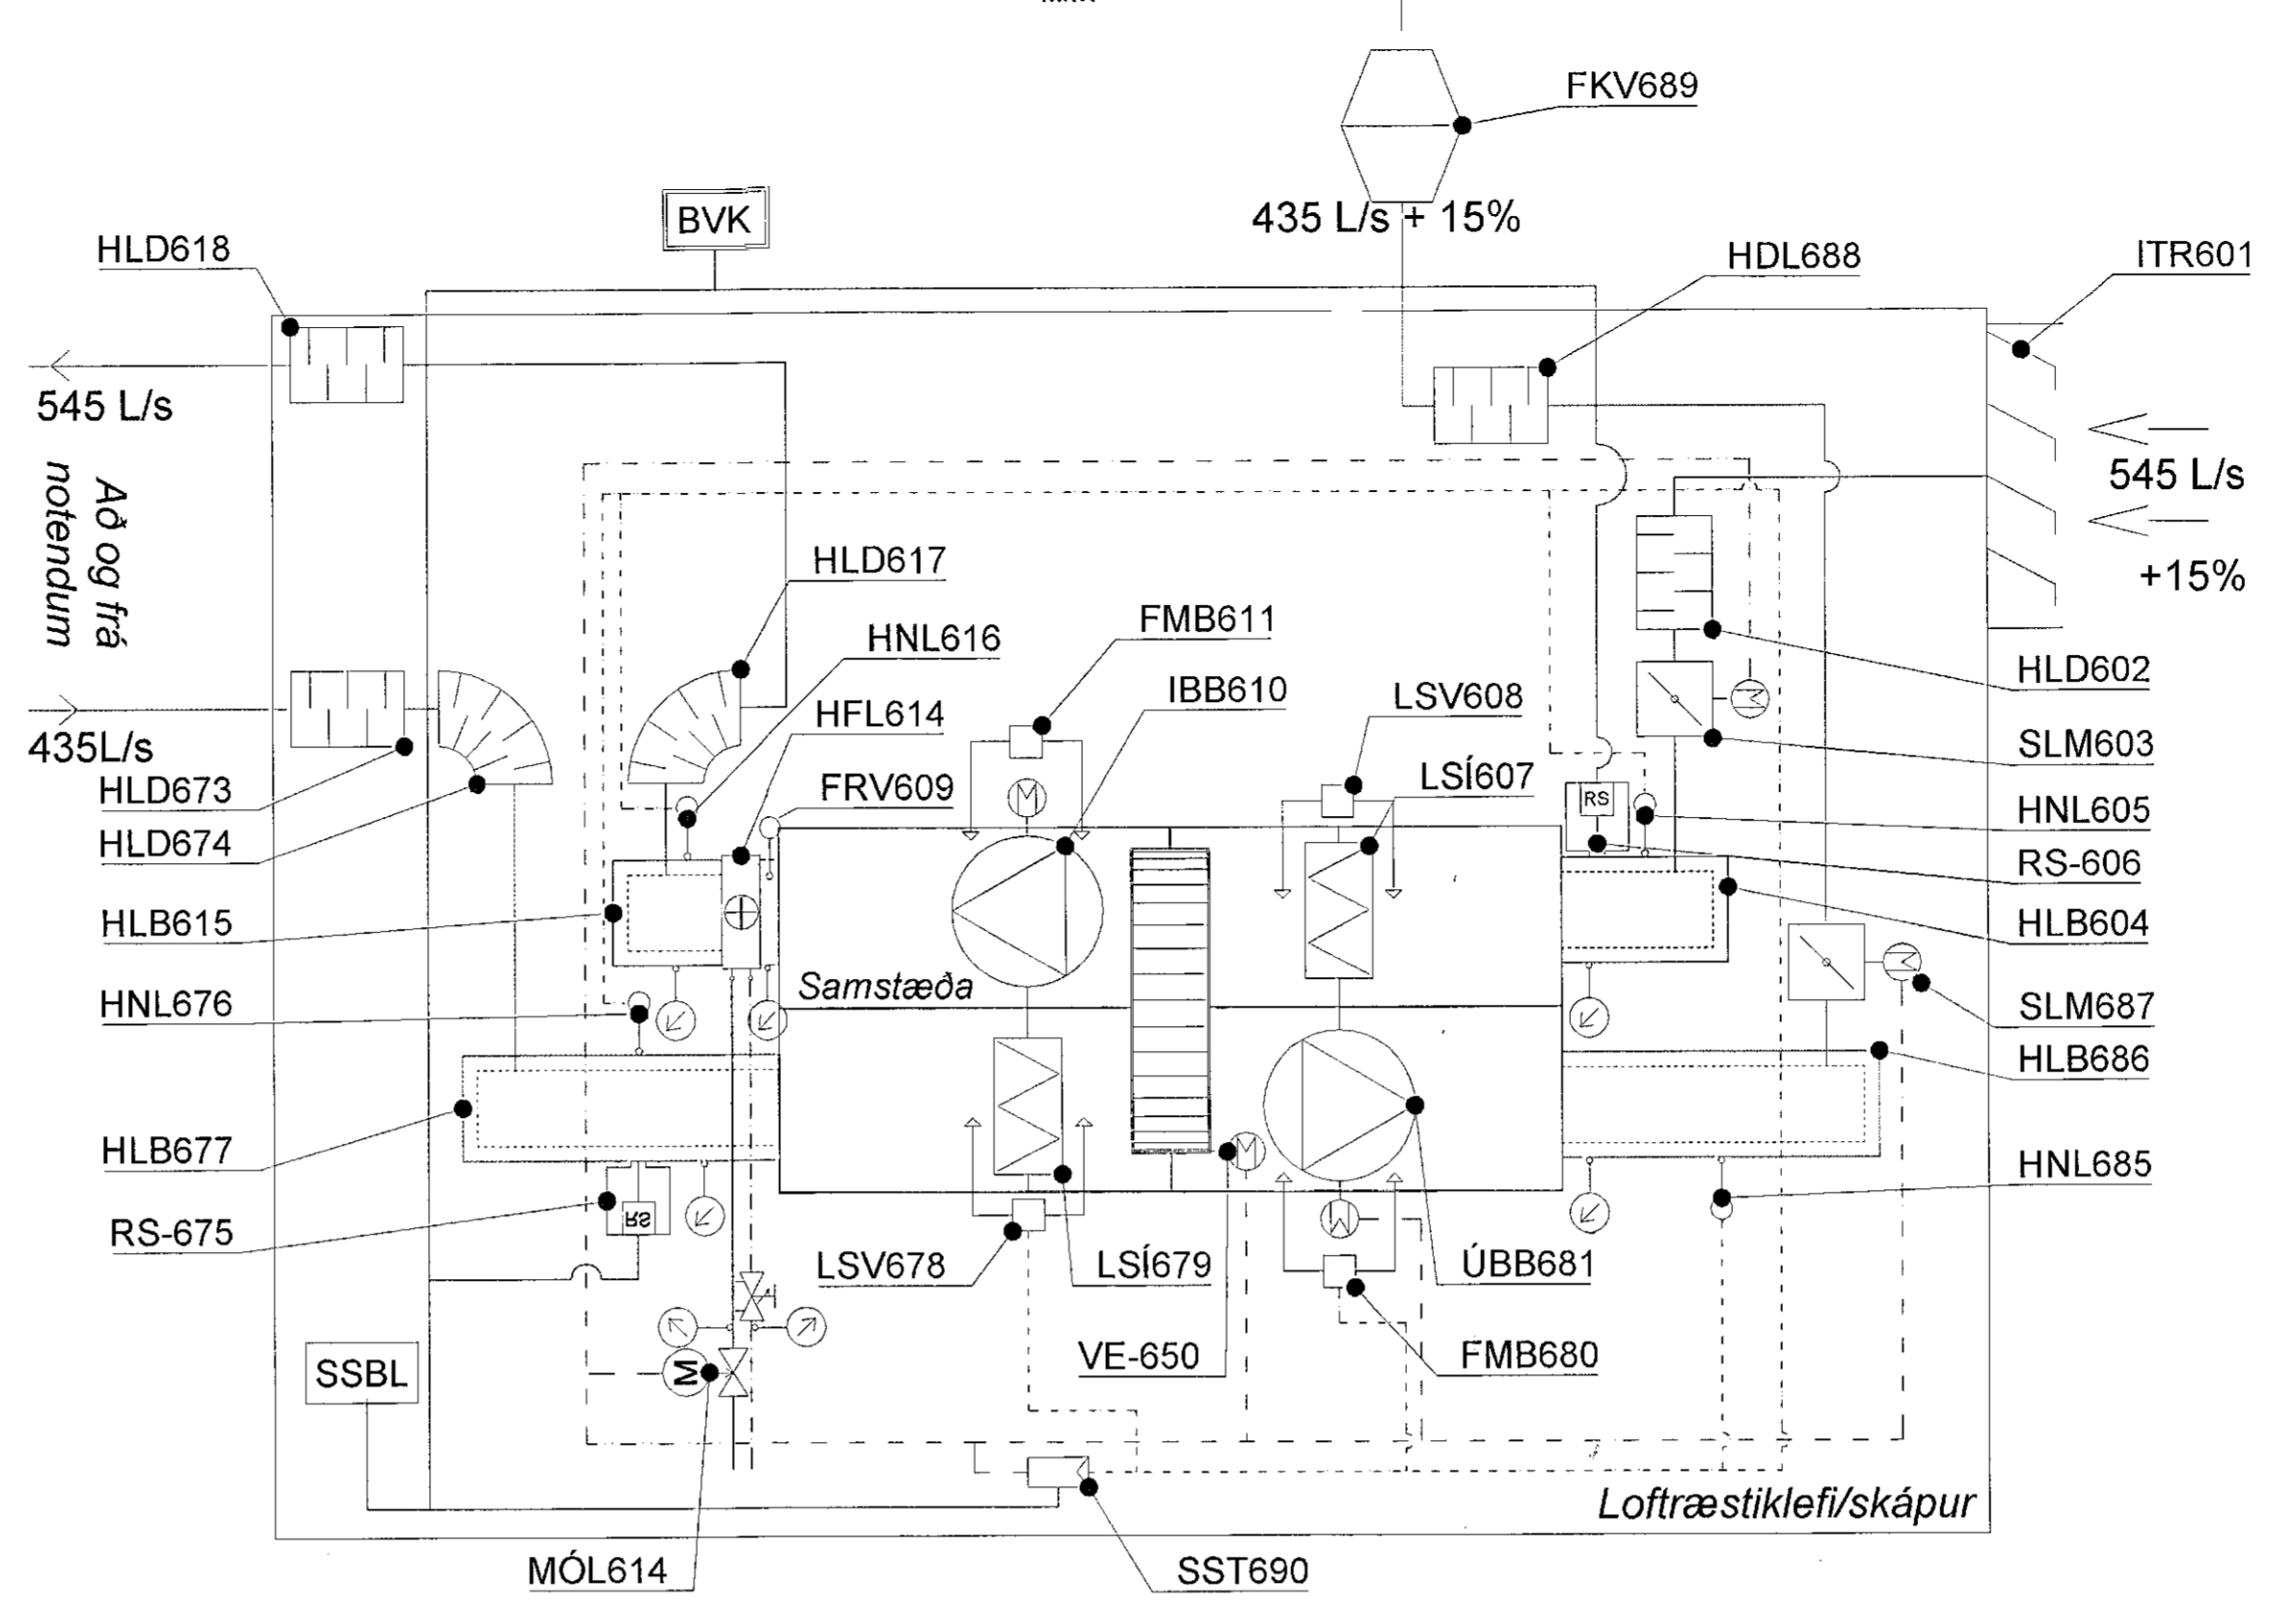 FKV689
BVK
435 L/s + 15%
HLD618
HDL688
ITR601
545 L/s
545 L/s
+15%
Að og frá
notendum
HLD617
HNL616
FMB611
IBB610
LSV608
HLD602
HFL614
SLM603
435L/s
HLD673
FRV609
M
LSÍ607
RS
HNL605
HLD674
RS-606
HLB615
HLB604
Samstæða
HNL676
SLM687
HLB686
HLB677
M
HNL685
RS-675
RS
M
LSV678
LSÍ679
ÚBB681
VE-650
FMB680
SSBL
M
Loftræstiklefi/skápur
MÓL614
SST690